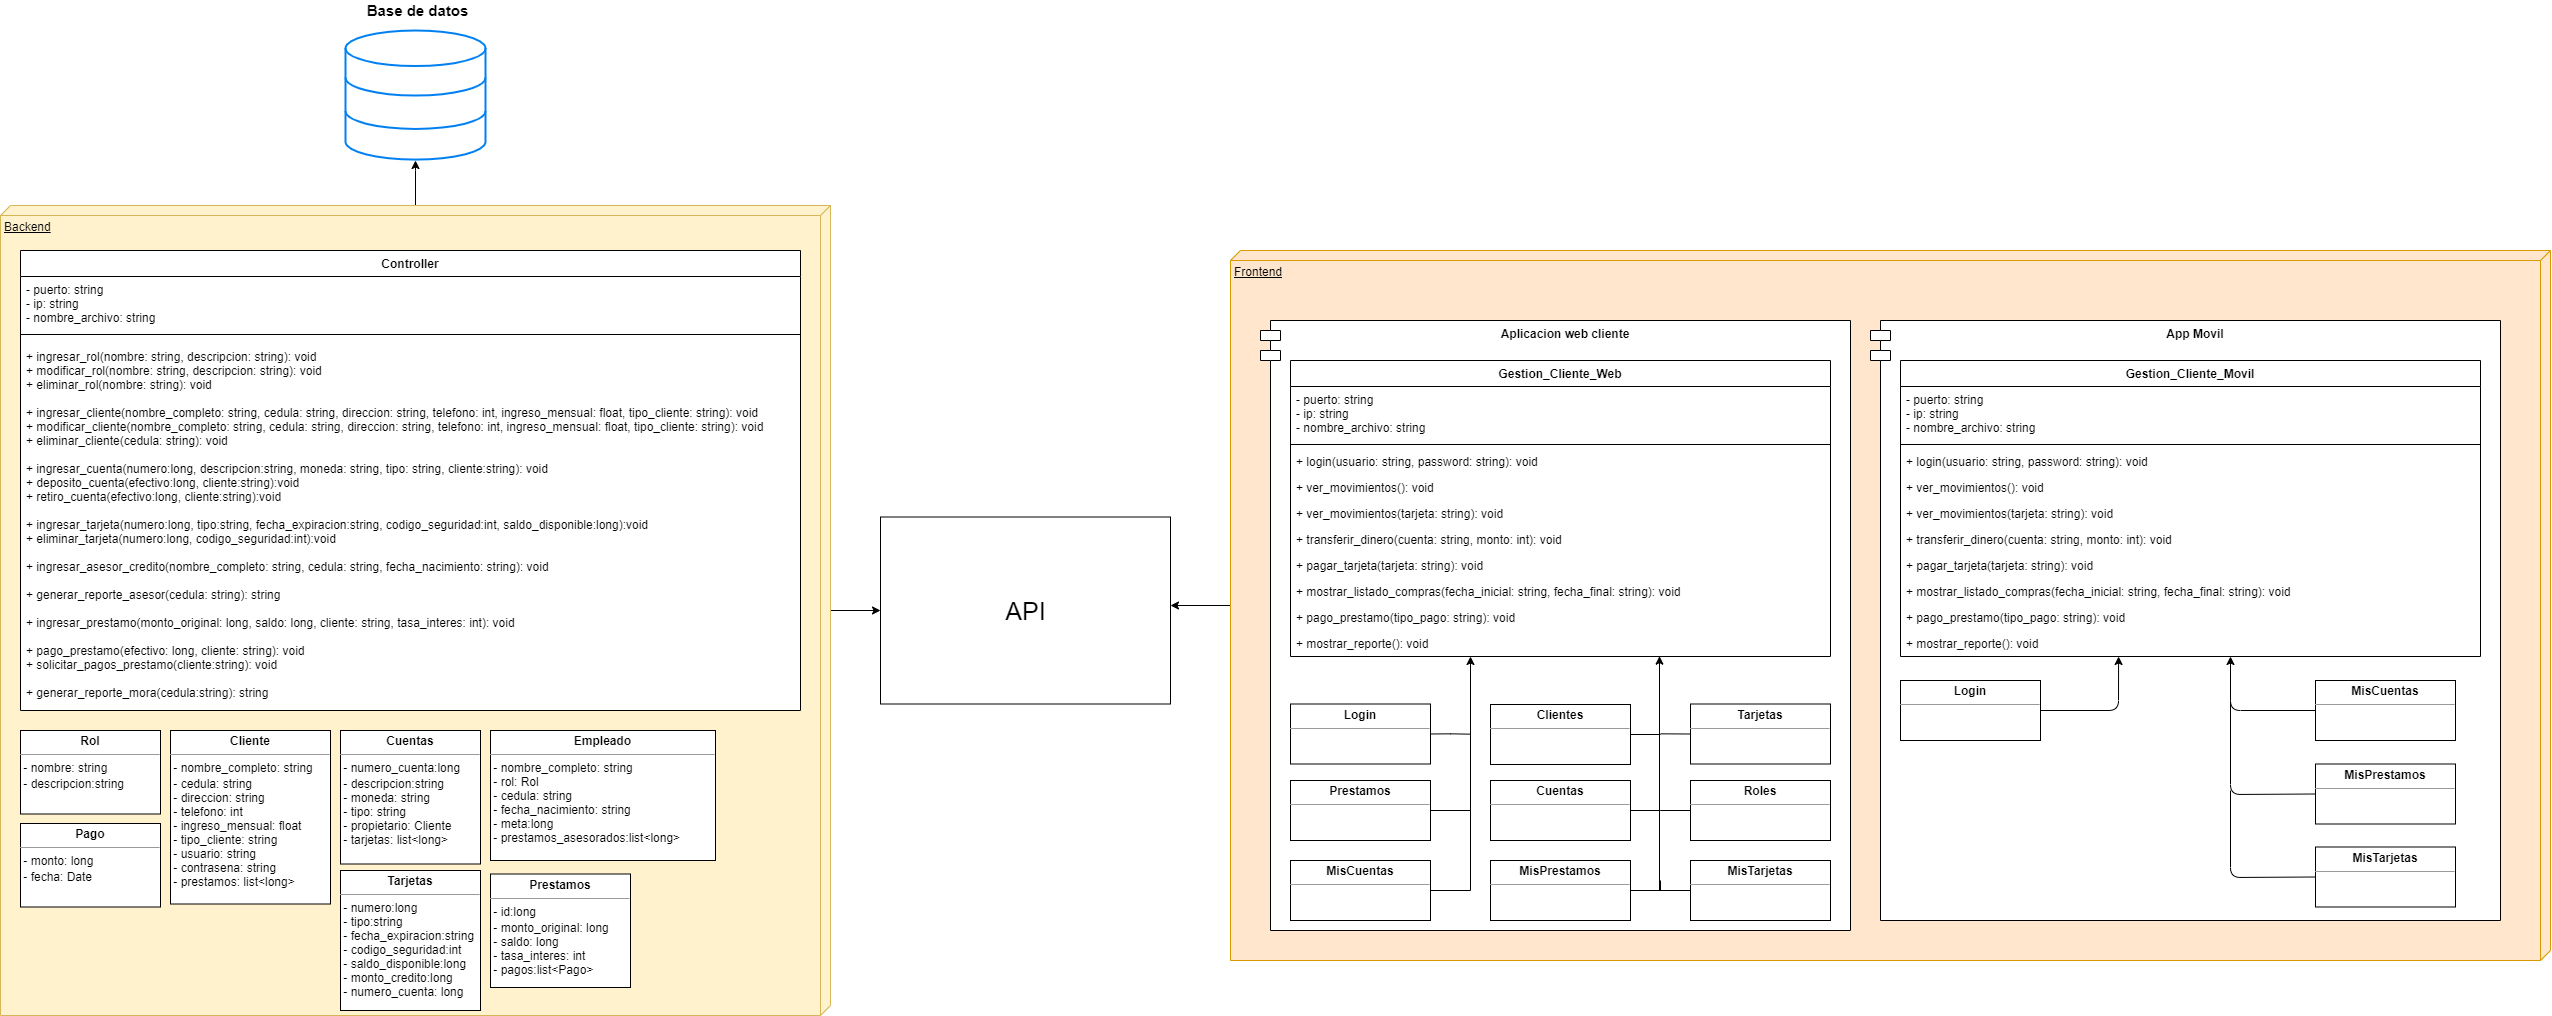 Base de datos
Backend
Controller
- puerto: string
- ip: string
- nombre_archivo: string
+ ingresar_rol(nombre: string, descripcion: string): void
+ modificar_rol(nombre: string, descripcion: string): void
+ eliminar_rol(nombre: string): void
+ ingresar_cliente(nombre_completo: string, cedula: string, direccion: string, telefono: int, ingreso_mensual: float, tipo_cliente: string): void
+ modificar_cliente(nombre_completo: string, cedula: string, direccion: string, telefono: int, ingreso_mensual: float, tipo_cliente: string): void
+ eliminar_cliente(cedula: string): void
+ ingresar_cuenta(numero:long, descripcion:string, moneda: string, tipo: string, cliente:string): void
+ deposito_cuenta(efectivo:long, cliente:string):void
+ retiro_cuenta(efectivo:long, cliente:string):void
+ ingresar_tarjeta(numero:long, tipo:string, fecha_expiracion:string, codigo_seguridad:int, saldo_disponible:long):void
+ eliminar_tarjeta(numero:long, codigo_seguridad:int):void
+ ingresar_asesor_credito(nombre_completo: string, cedula: string, fecha_nacimiento: string): void
+ generar_reporte_asesor(cedula: string): string
+ ingresar_prestamo(monto_original: long, saldo: long, cliente: string, tasa_interes: int): void
+ pago_prestamo(efectivo: long, cliente: string): void
+ solicitar_pagos_prestamo(cliente:string): void
+ generar_reporte_mora(cedula:string): string
Rol
- nombre: string
- descripcion:string
Pago
- monto: long
- fecha: Date
Cliente
- nombre_completo: string
- cedula: string
- direccion: string
- telefono: int
- ingreso_mensual: float
- tipo_cliente: string
- usuario: string
- contrasena: string
- prestamos: list<long>
Cuentas
- numero_cuenta:long
- descripcion:string
- moneda: string
- tipo: string
- propietario: Cliente
- tarjetas: list<long>
Tarjetas
- numero:long
- tipo:string
- fecha_expiracion:string
- codigo_seguridad:int
- saldo_disponible:long
- monto_credito:long
- numero_cuenta: long
Empleado
- nombre_completo: string
- rol: Rol
- cedula: string
- fecha_nacimiento: string
- meta:long
- prestamos_asesorados:list<long>
Prestamos
- id:long
- monto_original: long
- saldo: long
- tasa_interes: int
- pagos:list<Pago>
API
Frontend
Aplicacion web cliente
Gestion_Cliente_Web
- puerto: string
- ip: string
- nombre_archivo: string
+ login(usuario: string, password: string): void
+ ver_movimientos(): void
+ ver_movimientos(tarjeta: string): void
+ transferir_dinero(cuenta: string, monto: int): void
+ pagar_tarjeta(tarjeta: string): void
+ mostrar_listado_compras(fecha_inicial: string, fecha_final: string): void
+ pago_prestamo(tipo_pago: string): void
+ mostrar_reporte(): void
Login
Clientes
Tarjetas
Prestamos
Cuentas
Roles
MisCuentas
MisPrestamos
MisTarjetas
App Movil
Gestion_Cliente_Movil
- puerto: string
- ip: string
- nombre_archivo: string
+ login(usuario: string, password: string): void
+ ver_movimientos(): void
+ ver_movimientos(tarjeta: string): void
+ transferir_dinero(cuenta: string, monto: int): void
+ pagar_tarjeta(tarjeta: string): void
+ mostrar_listado_compras(fecha_inicial: string, fecha_final: string): void
+ pago_prestamo(tipo_pago: string): void
+ mostrar_reporte(): void
Login
MisCuentas
MisPrestamos
MisTarjetas